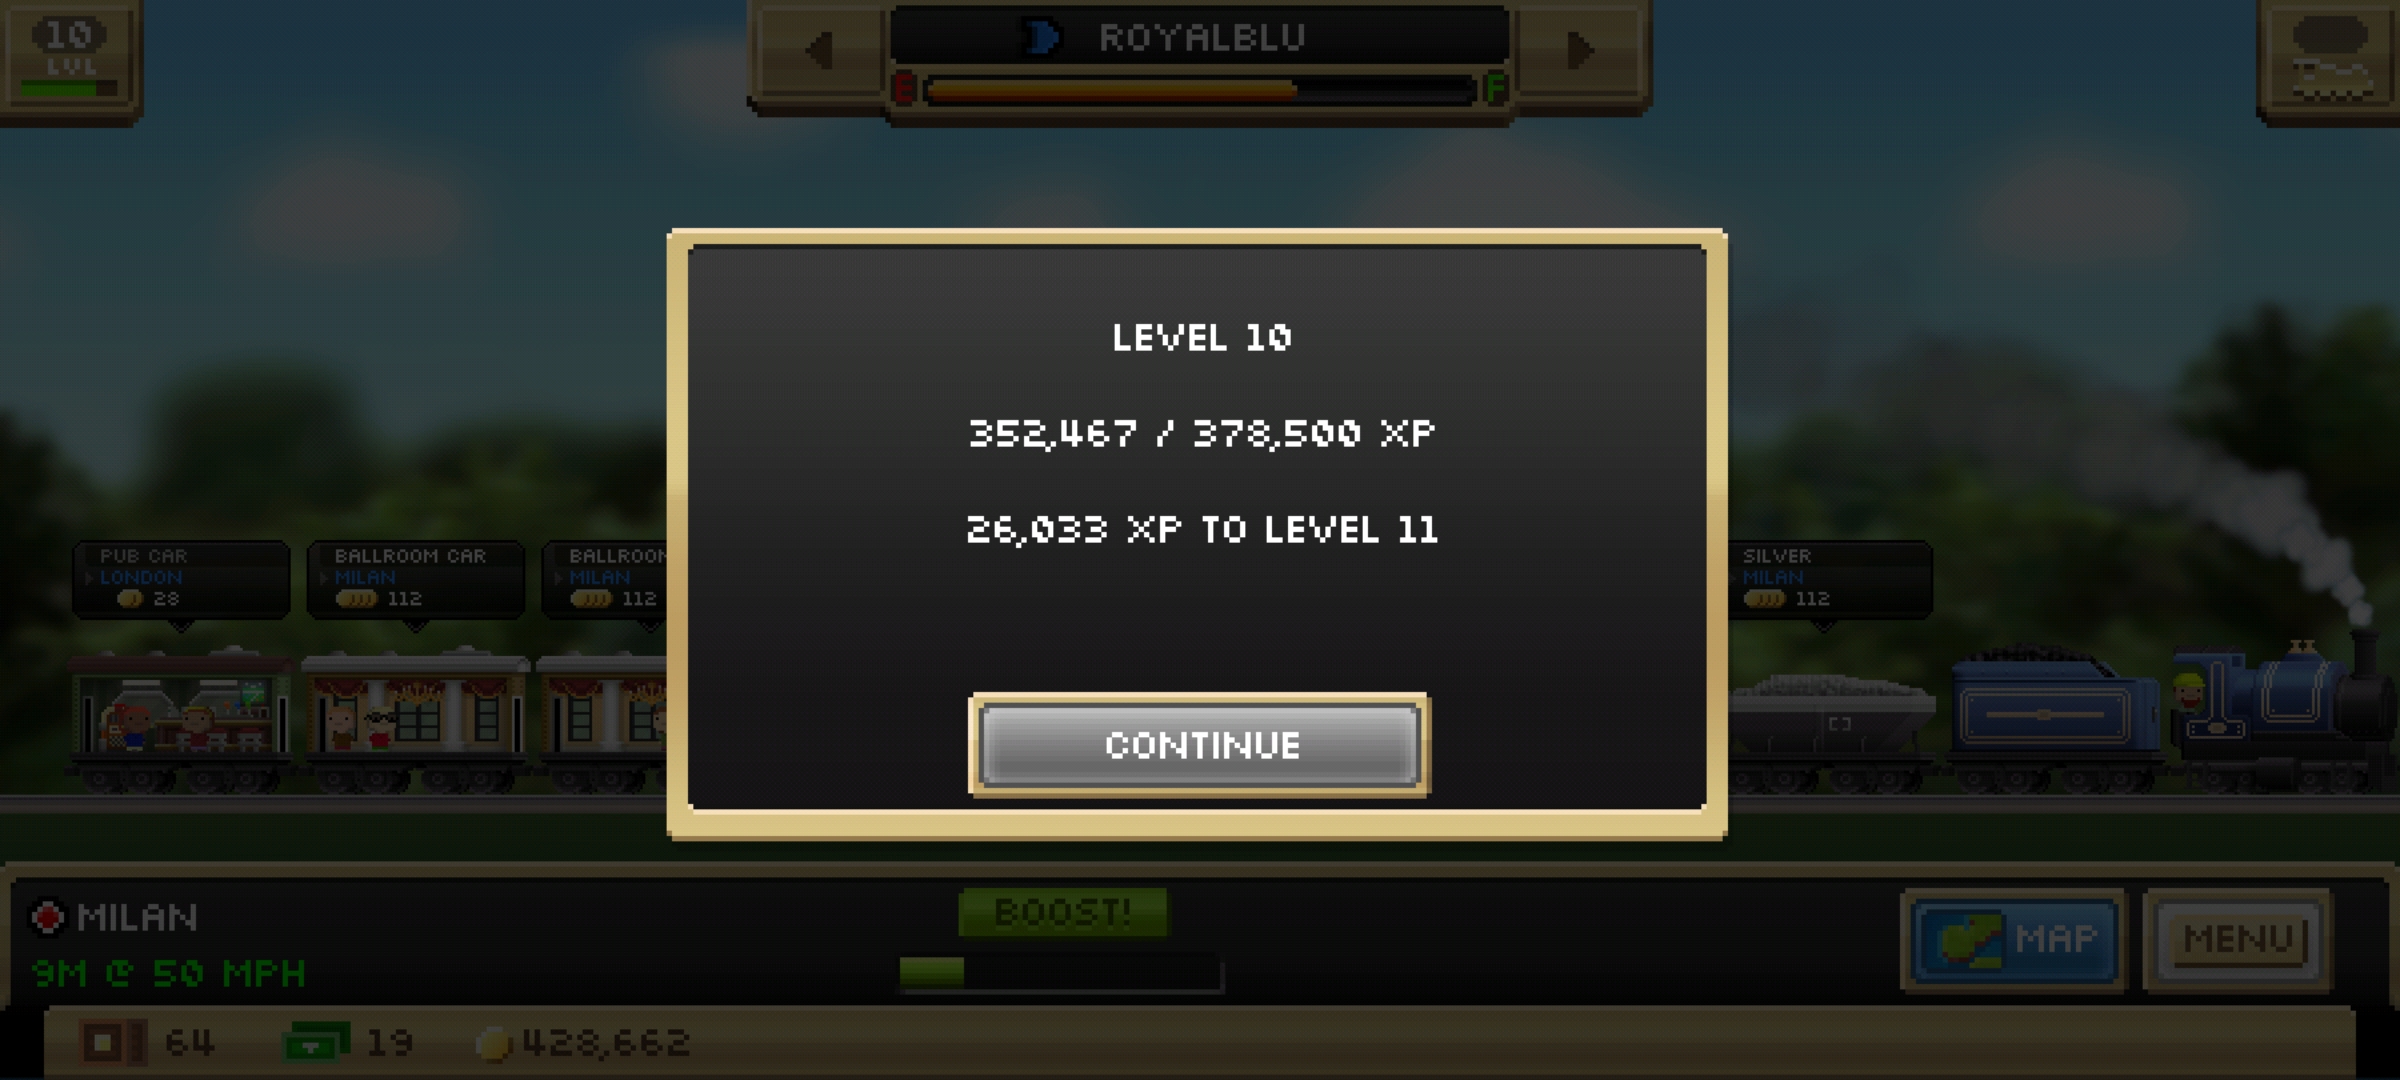 10
LVL
ROYALBLU
E
F
LEVEL 10
352,467 / 378,500 XP
26,033 XP TO LEVEL 11
CONTINUE
PUB CAR
LONDON
28
BALLROOM CAR
MILAN
112
BALLROOM
MILAN
112
SILVER
MILAN
112
MILAN
9M @ 50 MPH
BOOST!
MAP
MENU
64
19
428,662